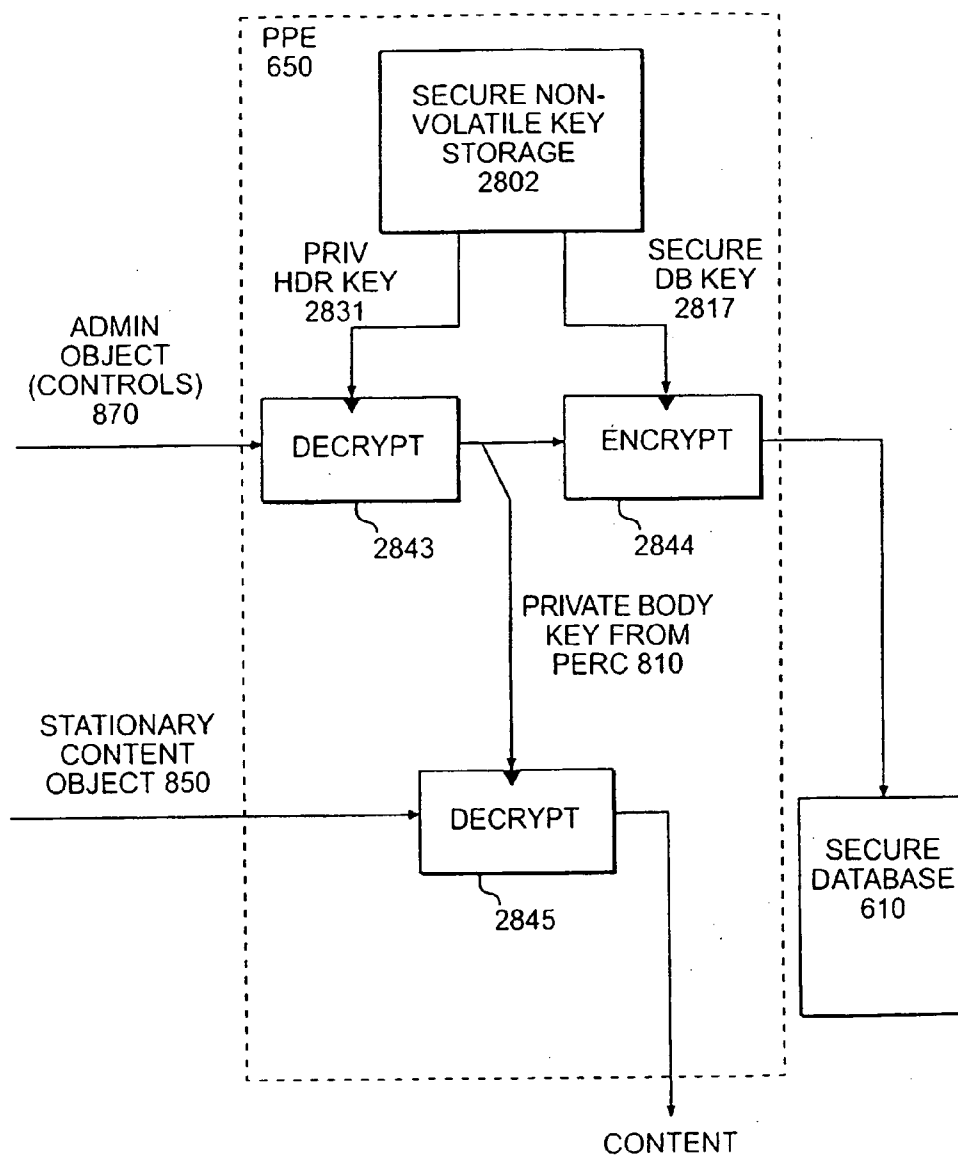 PPE
650
SECURE NON-
VOLATILE KEY
STORAGE
2802
PRIV
HDR KEY
2831
SECURE
DB KEY
2817
ADMIN
OBJECT
(CONTROLS)
870
DECRYPT
ENCRYPT
2843
2844
PRIVATE BODY
KEY FROM
PERC 810
STATIONARY
CONTENT
OBJECT 850
DECRYPT
2845
SECURE
DATABASE
610
CONTENT